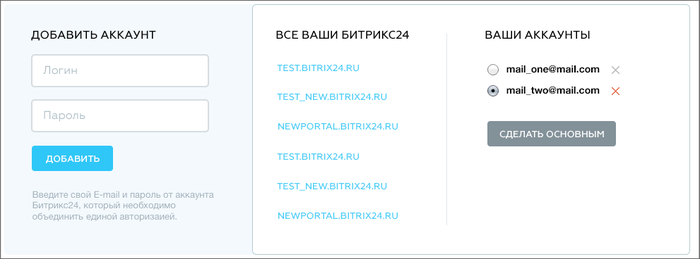 ДОБАВИТЬ АККАУНТ
Логин
Пароль
ДОБАВИТЬ
Введите свой E-mail и пароль от аккаунта
Битрикс24, который необходимо
объединить единой авторизаией.
ВСЕ ВАШИ БИТРИКС24
TEST.BITRIX24.RU
TEST_NEW.BITRIX24.RU
NEWPORTAL.BITRIX24.RU
TEST.BITRIX24.RU
TEST_NEW.BITRIX24.RU
NEWPORTAL.BITRIX24.RU
ВАШИ АККАУНТЫ
mail_one@mail.com
mail_two@mail.com
СДЕЛАТЬ ОСНОВНЫМ